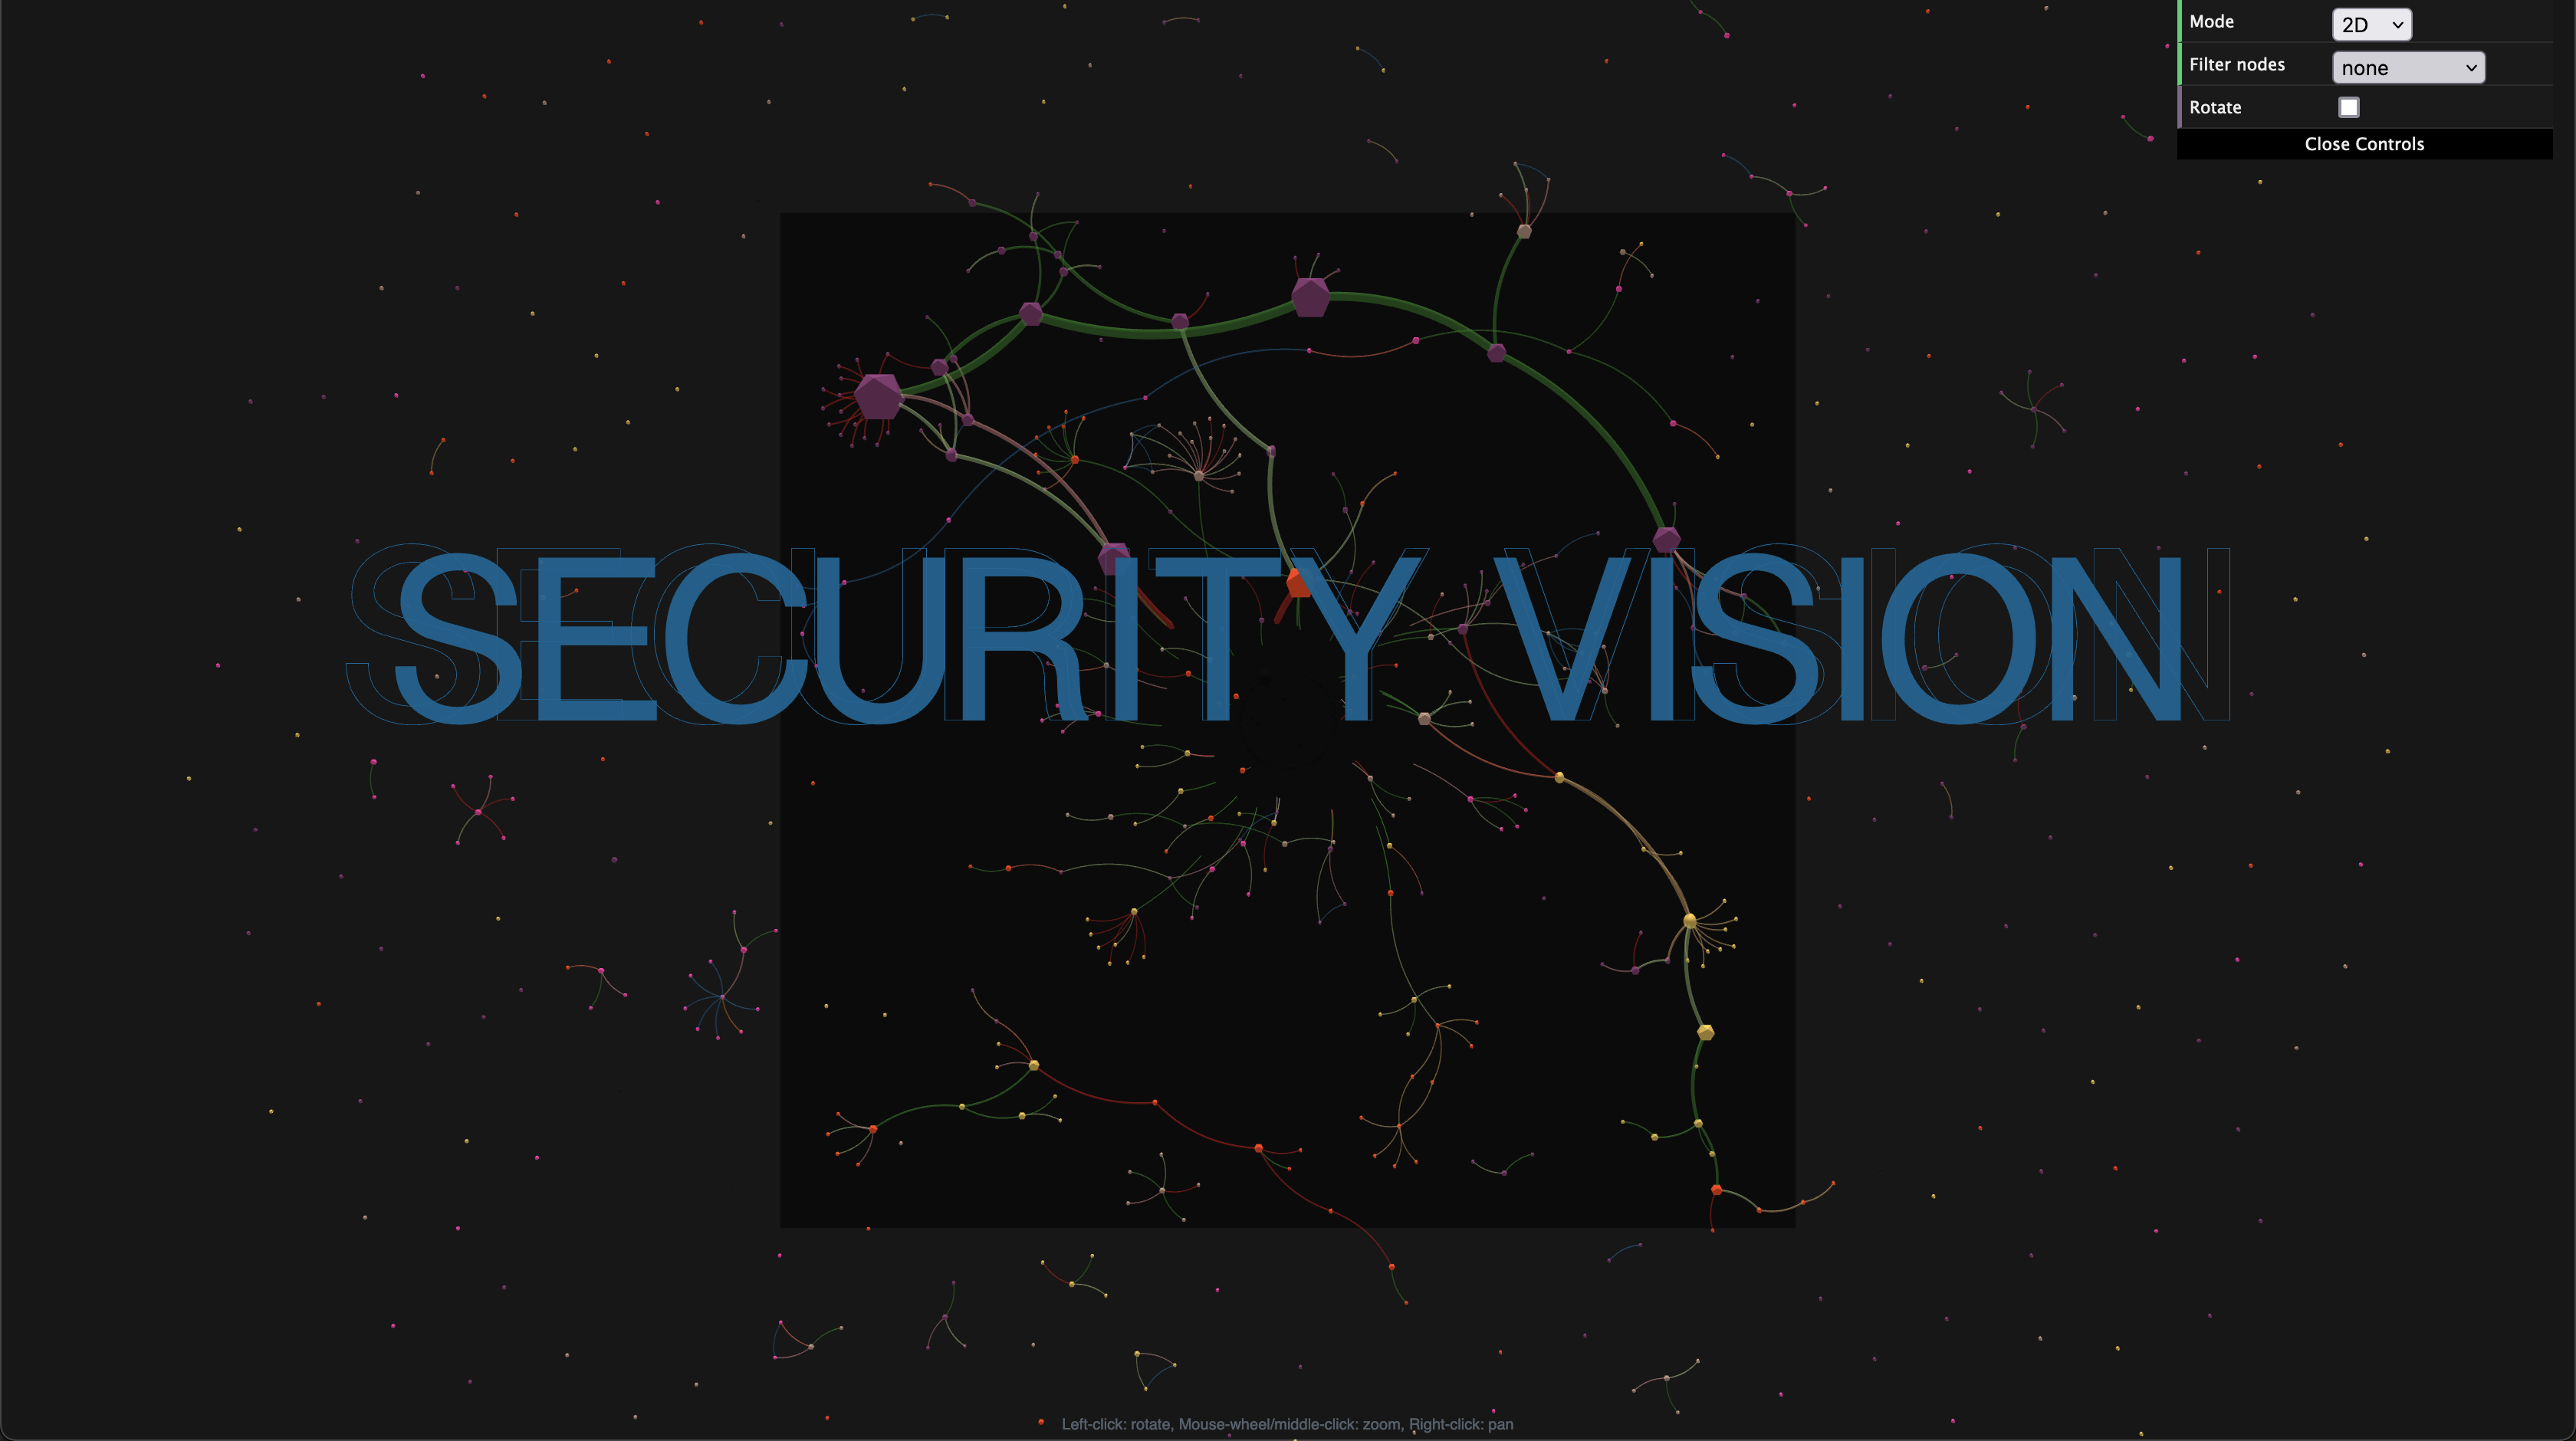 Mode 2D
Filter nodes none
Rotate
Close Controls
SECURITY VISION
Left-click: rotate, Mouse-wheel/middle-click: zoom, Right-click: pan